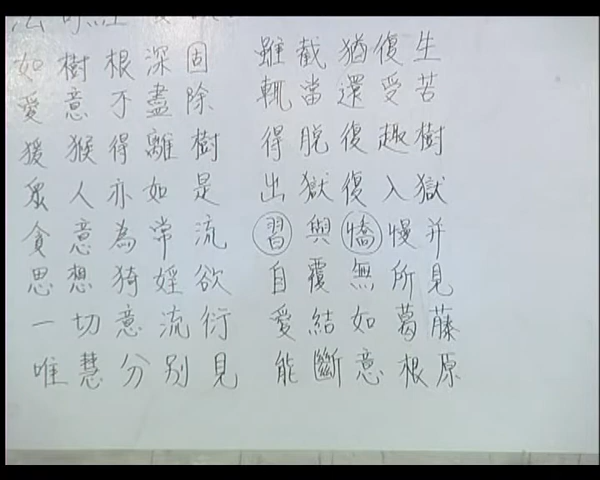 如樹根深固 雖截猶復生
愛意不盡除 輒當還受苦
猨猴得離樹 得脫復趣樹
眾人亦如是 出獄復入獄
貪意為常流 習與憍慢并
思想猗婬欲 自覆無所見
一切意流衍 愛結如葛藤
唯慧分別見 能斷意根原